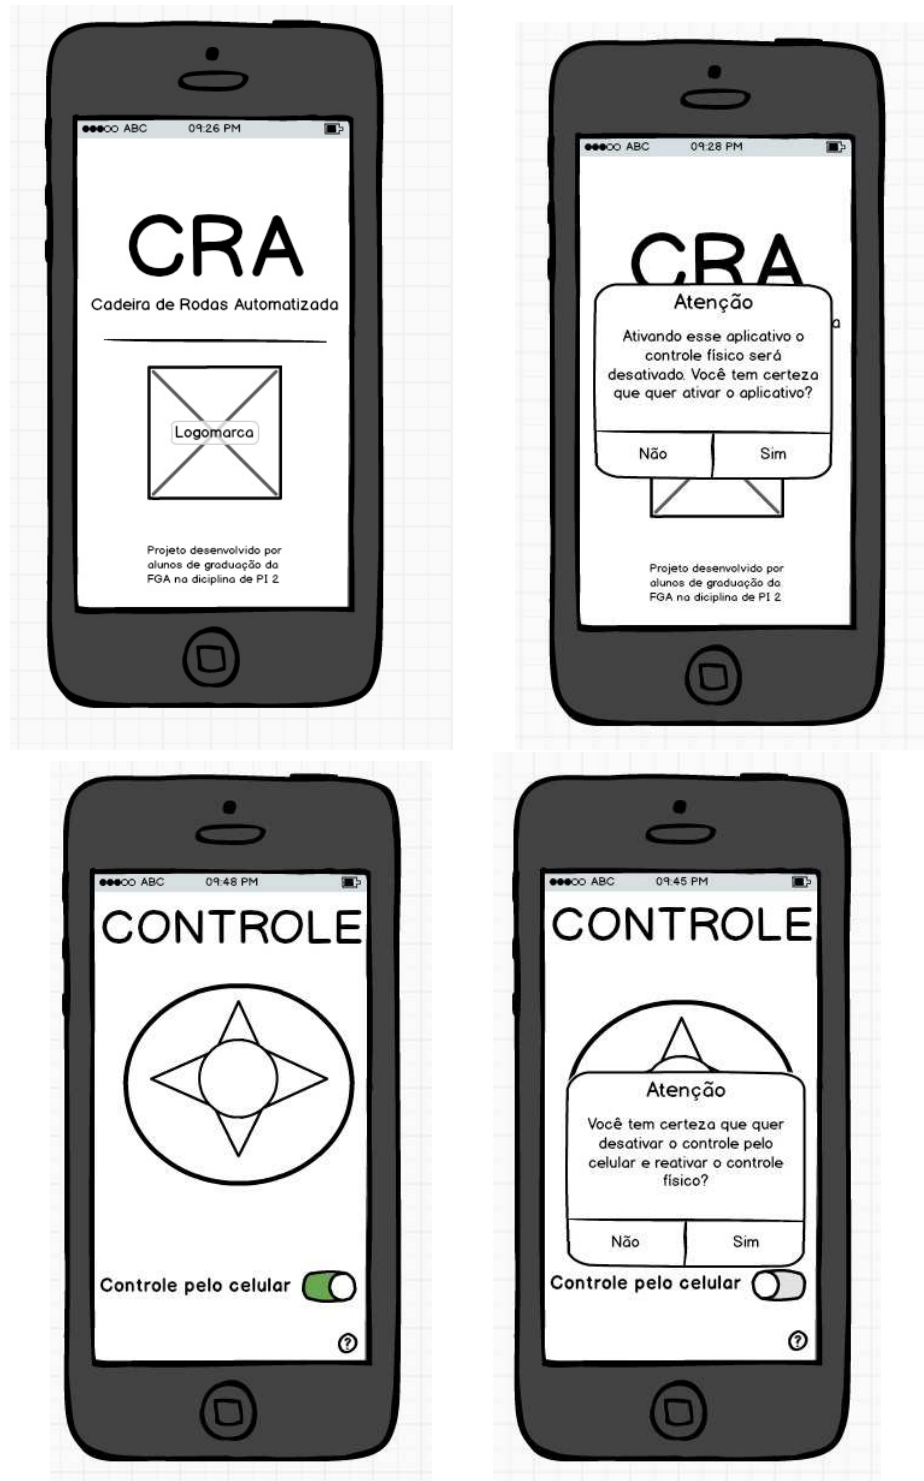 ABC 09:26 PM
CRA
Cadeira de Rodas Automatizada
Logomarca
Projeto desenvolvido por
alunos de graduação da
FGA na diciplina de PI 2
ABC 09:28 PM
CRA
a
Atenção
Ativando esse aplicativo o
controle físico será
desativado. Você tem certeza
que quer ativar o aplicativo?
Não Sim
Projeto desenvolvido por
alunos de graduação da
FGA na diciplina de PI 2
ABC 09:48 PM
CONTROLE
Controle pelo celular
?
ABC 09:45 PM
CONTROLE
Atenção
Você tem certeza que quer
desativar o controle pelo
celular e reativar o controle
físico?
Não Sim
Controle pelo celular
?